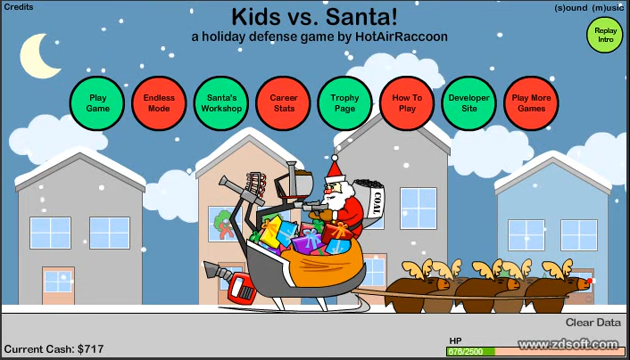 Credits
Kids vs. Santa!
(s)ound (m)usic
a holiday defense game by HotAirRaccoon
Replay
Intro
Play
Game
Endless
Mode
Santa's
Workshop
Career
Stats
Trophy
Page
How To
Play
Developer
Site
Play More
Games
COAL
Clear Data
Current Cash: $717
HP
878/2500
www.zdsoft.com